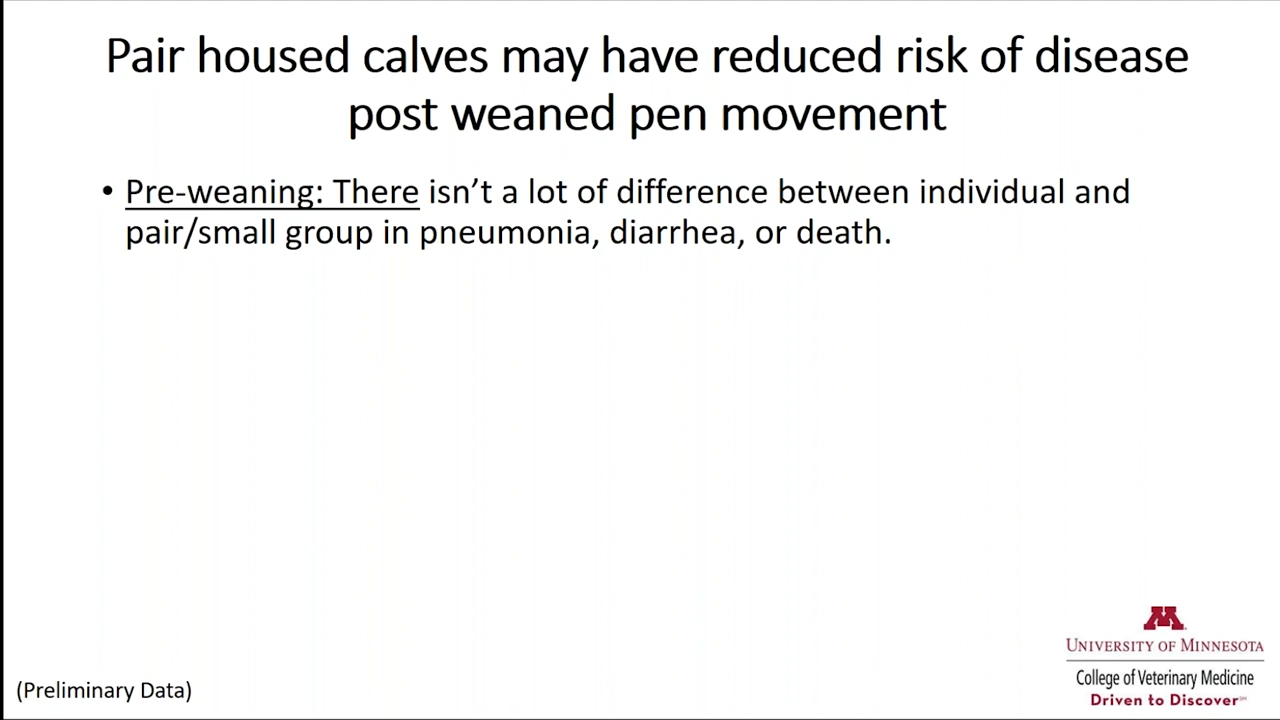 Pair housed calves may have reduced risk of disease
post weaned pen movement
• Pre-weaning: There isn't a lot of difference between individual and
pair/small group in pneumonia, diarrhea, or death.
M
UNIVERSITY OF MINNESOTA
College of Veterinary Medicine
Driven to Discover℠
(Preliminary Data)